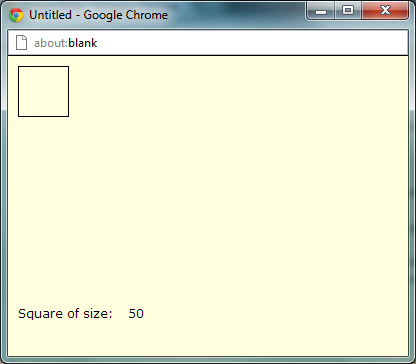 Untitled - Google Chrome
about:blank
Square of size: 50